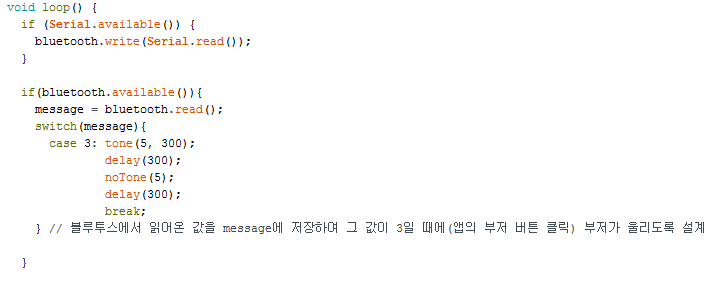 void loop() {
  if (Serial.available()) {
    bluetooth.write(Serial.read());
  }
  if(bluetooth.available()){
    message = bluetooth.read();
    switch(message){
      case 3: tone(5, 300);
              delay(300);
              noTone(5);
              delay(300);
              break;
    } // 블루투스에서 읽어온 값을 message에 저장하여 그 값이 3일 때에(앱의 부저 버튼 클릭) 부저가 울리도록 설계
  }